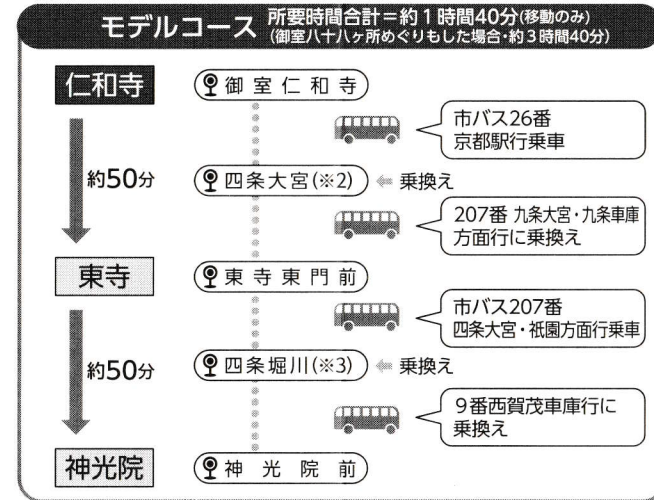 モデルコース
所要時間合計=約1時間40分(移動のみ)
(御室八十八ヶ所めぐりもした場合・約3時間40分)
仁和寺
御室仁和寺
市バス26番
京都駅行乗車
約50分
四条大宮(※2)
乗換え
207番 九条大宮・九条車庫
方面行に乗換え
東寺
東寺東門前
市バス207番
四条大宮・祇園方面行乗車
約50分
四条堀川(※3)
乗換え
9番西賀茂車庫行に
乗換え
神光院
神光院前